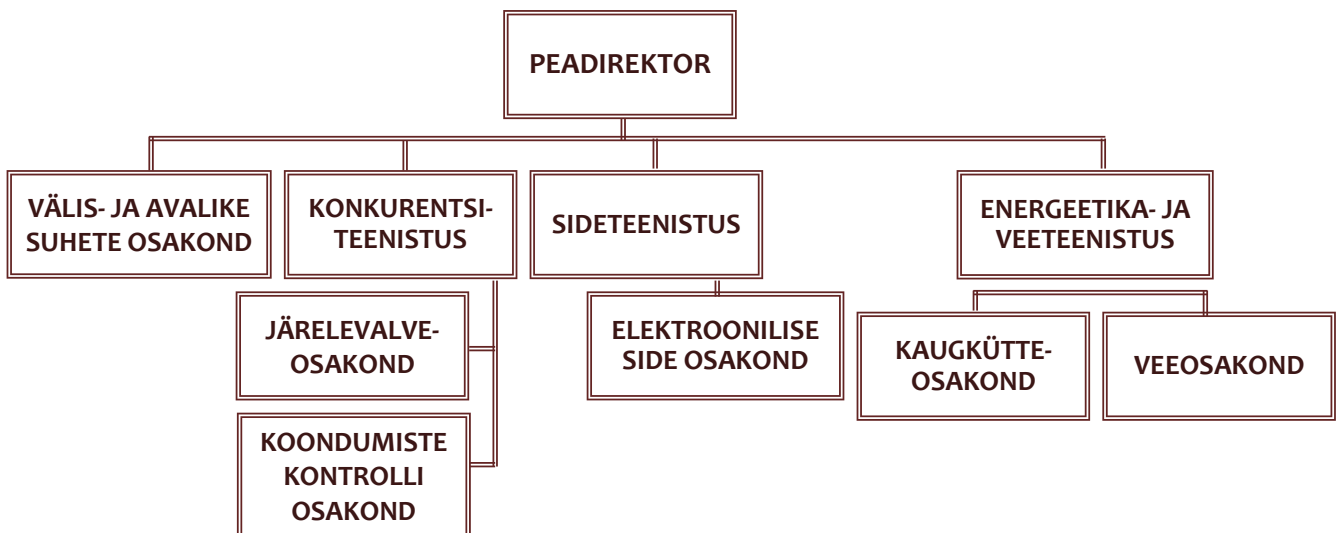 PEADIREKTOR
VÄLIS- JA AVALIKE
SUHETE OSAKOND
KONKURENTSI-
TEENISTUS
SIDETEENISTUS
ENERGEETIKA- JA
VEETEENISTUS
JÄRELEVALVE-
OSAKOND
ELEKTROONILISE
SIDE OSAKOND
KAUGKÜTTE-
OSAKOND
VEEOSAKOND
KOONDUMISTE
KONTROLLI
OSAKOND